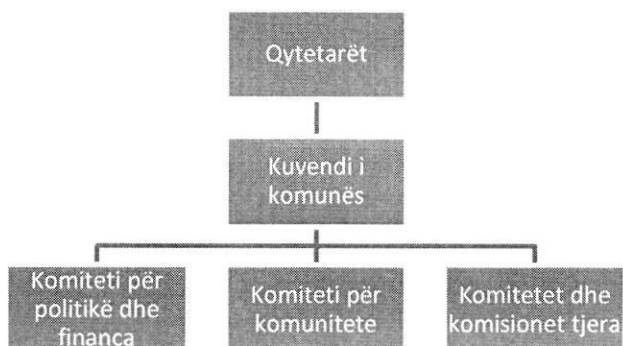 Qytetarët
Kuvendi i
komunës
Komiteti për
politikë dhe
financa
Komiteti për
komunitete
Komitetet dhe
komisionet tjera